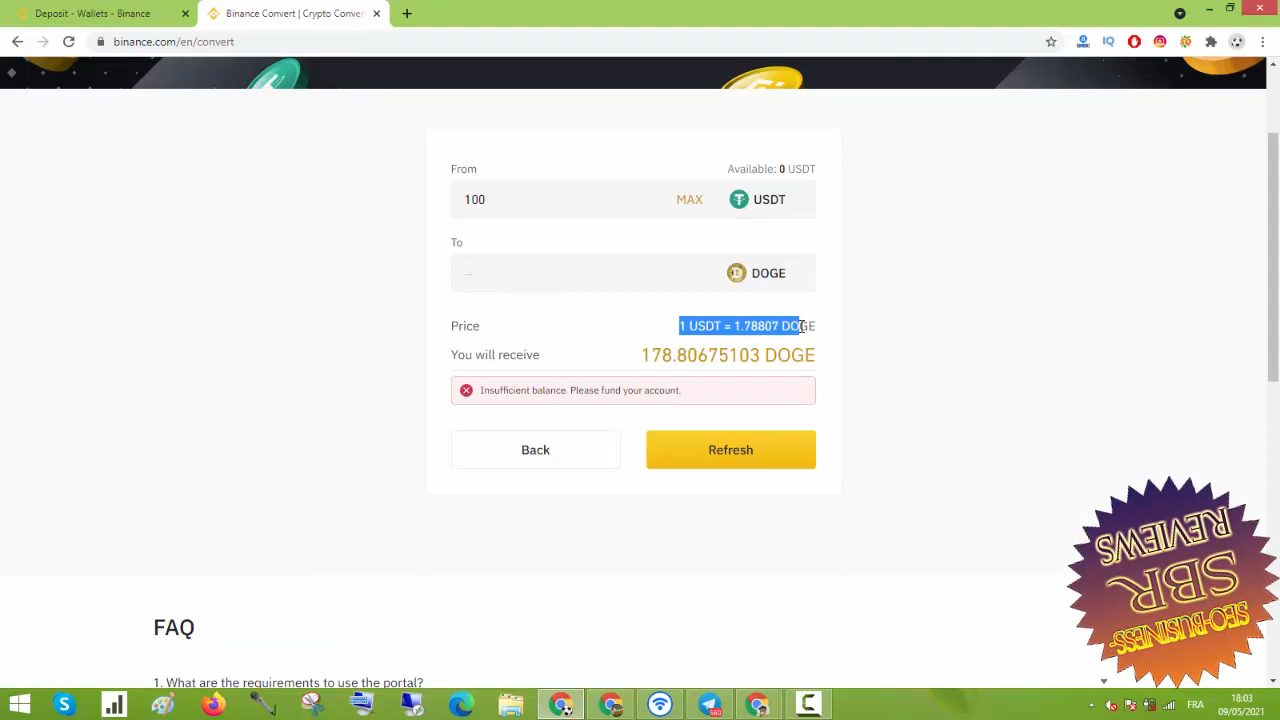 Deposit - Wallets - Binance
Binance Convert | Crypto Conver
binance.com/en/convert
From
Available: 0 USDT
100
MAX
USDT
To
--
DOGE
Price
1 USDT = 1.78807 DOGE
You will receive
178.80675103 DOGE
Insufficient balance. Please fund your account.
Back
Refresh
REVIEWS
SBR
SEO-BUSINESS-
FAQ
1. What are the requirements to use the portal?
560
FRA
18:03
09/05/2021